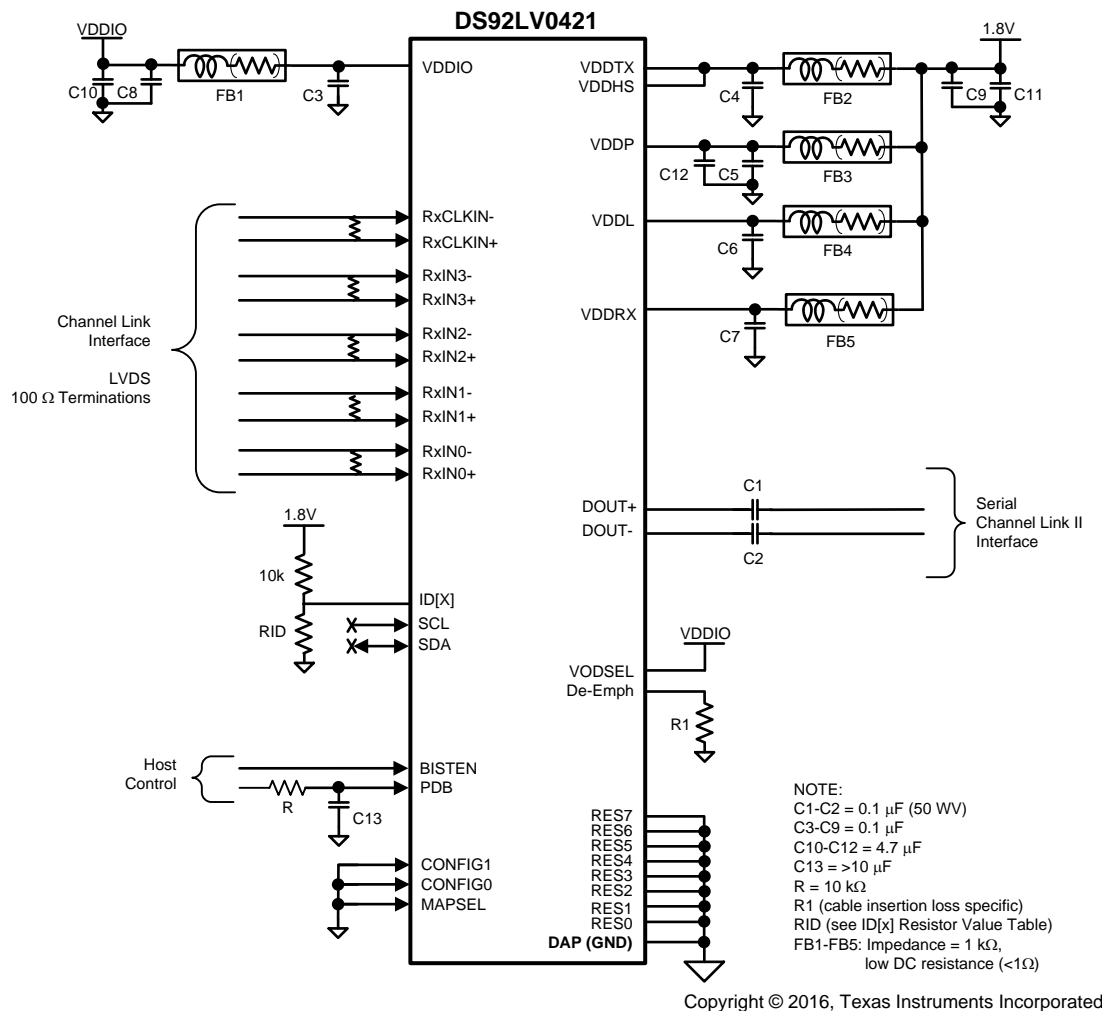 DS92LV0421
VDDIO
C10
C8
FB1
C3
VDDIO
VDDTX
VDDHS
C4
FB2
1.8V
C9
C11
VDDP
C12
C5
FB3
VDDL
C6
FB4
VDDRX
C7
FB5
Channel Link
Interface
LVDS
100 Ω Terminations
RxCLKIN-
RxCLKIN+
RxIN3-
RxIN3+
RxIN2-
RxIN2+
RxIN1-
RxIN1+
RxIN0-
RxIN0+
DOUT+
DOUT-
C1
C2
Serial
Channel Link II
Interface
1.8V
10k
RID
ID[X]
SCL
SDA
VDDIO
VODSEL
De-Emph
R1
Host
Control
BISTEN
PDB
R
C13
CONFIG1
CONFIG0
MAPSEL
RES7
RES6
RES5
RES4
RES3
RES2
RES1
RES0
DAP (GND)
NOTE:
C1-C2 = 0.1 μF (50 WV)
C3-C9 = 0.1 μF
C10-C12 = 4.7 μF
C13 = >10 μF
R = 10 kΩ
R1 (cable insertion loss specific)
RID (see ID[x] Resistor Value Table)
FB1-FB5: Impedance = 1 kΩ,
low DC resistance (<1Ω)
Copyright © 2016, Texas Instruments Incorporated